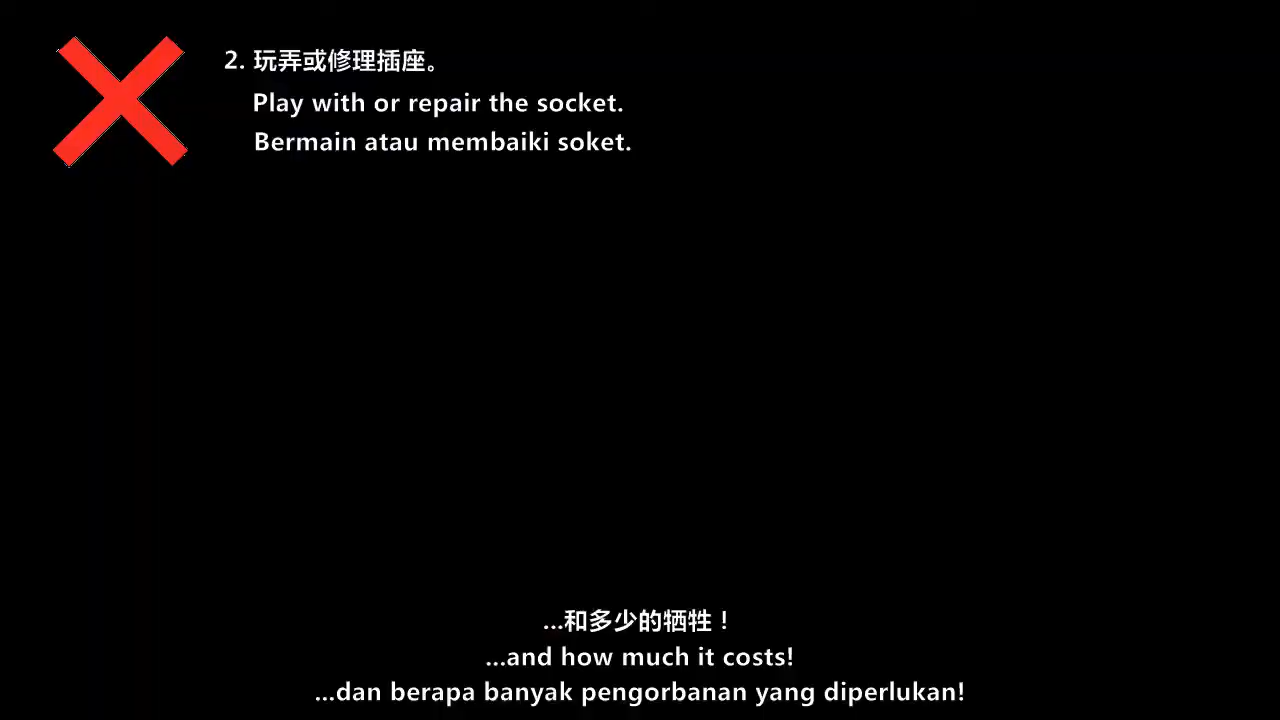 2. 玩弄或修理插座。
Play with or repair the socket.
Bermain atau membaiki soket.
...和多少的牺牲！
...and how much it costs!
...dan berapa banyak pengorbanan yang diperlukan!